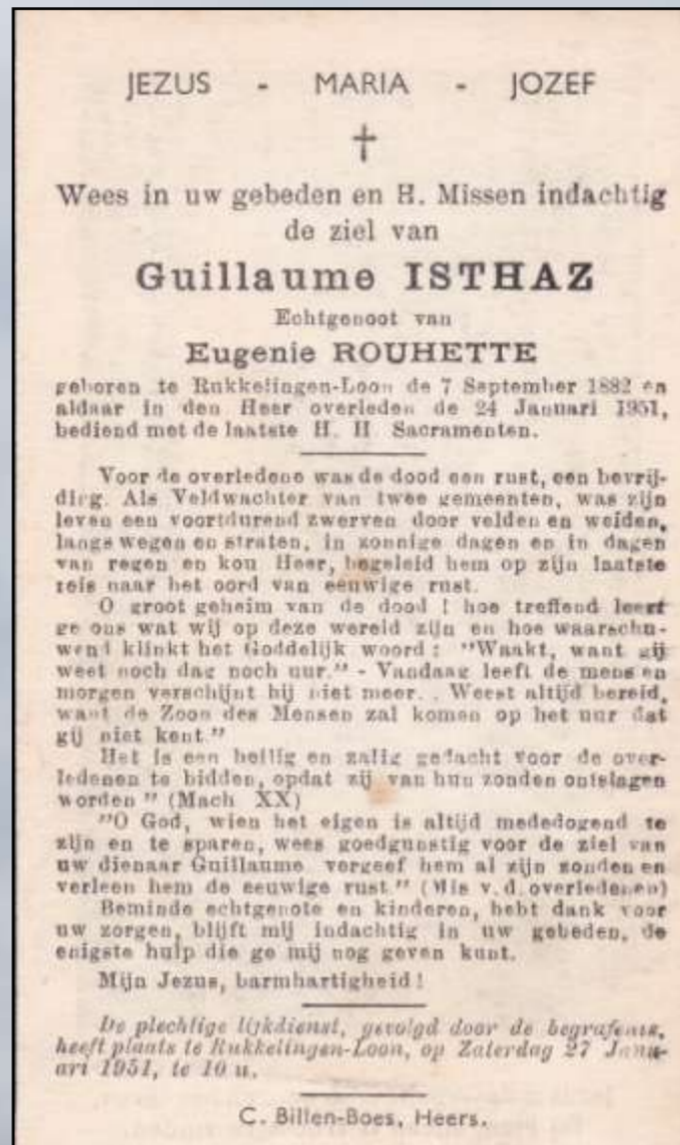 JEZUS - MARIA - JOZEF
Wees in uw gebeden en H. Missen indachtig
de ziel van
Guillaume ISTHAZ
Echtgenoot van
Eugenie ROUHETTE
geboren te Rukkelingen-Loon de 7 September 1882 en
aldaar in den Heer overleden de 24 Januari 1951,
bediend met de laatste H. H Sacramenten.
Voor de overledene was de dood een rust, een bevrij-
dirg. Als Veldwachter van twee gemeenten, was zijn
leven een voortdurend zwerven door velden en weiden,
langs wegen en straten, in zonnige dagen en in dagen
van regen en kou Heer, begeleid hem op zijn laatste
reis naar het oord van eeuwige rust.
O groot geheim van de dood ! hoe treffend leert
ge ons wat wij op deze wereld zijn en hoe waarschu-
wend klinkt het Goddelijk woord : "Waakt, want gij
weet noch dag noch uur." - Vandaag leeft de mens en
morgen verschijnt hij niet meer. . Weest altijd bereid,
want de Zoon des Mensen zal komen op het uur dat
gij niet kent"
Het is een heilig en zalig gedacht voor de over-
ledenen te bidden, opdat zij van hun zonden ontslagen
worden" (Mach XX)
"O God, wien het eigen is altijd mededogend te
zijn en te sparen, wees goedgunstig voor de ziel van
uw dienaar Guillaume vergeef hem al zijn zonden en
verleen hem de eeuwige rust." (Mis v.d. overledenen)
Beminde echtgenote en kinderen, hebt dank voor
uw zorgen, blijft mij indachtig in uw gebeden, de
enigste hulp die ge mij nog geven kunt.
Mijn Jezus, barmhartigheid !
De plechtige lijkdienst, gevolgd door de begrafenis,
heeft plaats te Rukkelingen-Loon, op Zaterdag 27 Janu-
ari 1951, te 10 u.
C. Billen-Boes, Heers.